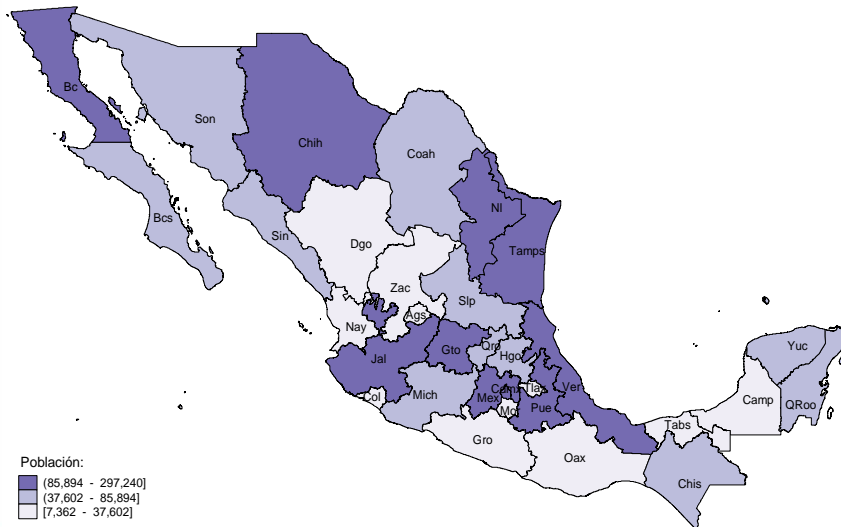 Bc
Son
Chih
Coah
Bcs
Sin
Nl
Dgo
Tamps
Zac
Slp
Nay
Ags
Jal
Gto
Qro
Hgo
Yuc
Col
Mich
Mex
Cdmx
Tlax
Ver
Mor
Pue
Camp
QRoo
Gro
Tabs
Oax
Chis
Población:
(85,894 - 297,240]
(37,602 - 85,894]
[7,362 - 37,602]